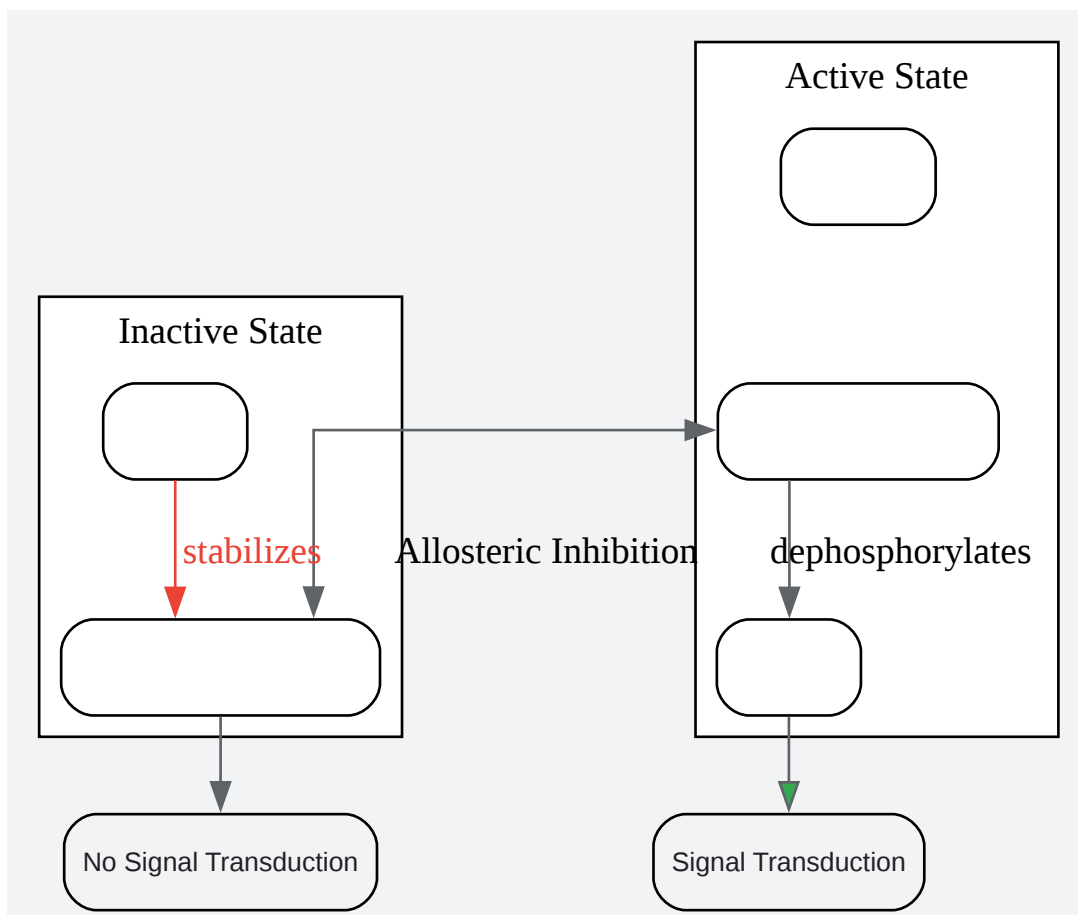 Active State
Inactive State
stabilizes
Allosteric Inhibition
dephosphorylates
No Signal Transduction
Signal Transduction